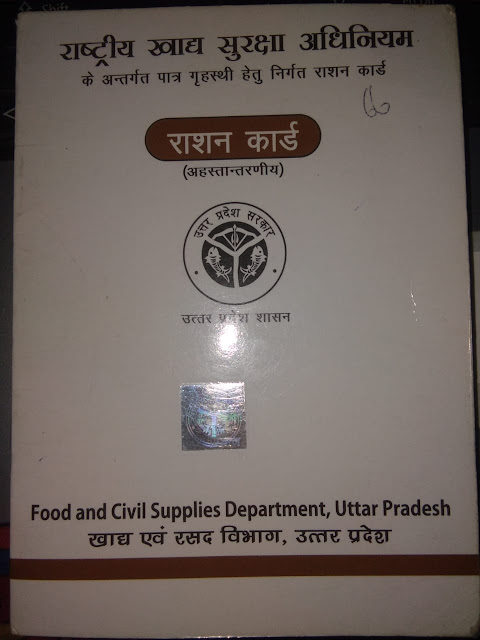 राष्ट्रीय खाद्य सुरक्षा अधिनियम
के अन्तर्गत पात्र गृहस्थी हेतु निर्गत राशन कार्ड
राशन कार्ड
(अहस्तान्तरणीय)
उत्तर प्रदेश सरकार
उत्तर प्रदेश शासन
Food and Civil Supplies Department, Uttar Pradesh
खाद्य एवं रसद विभाग, उत्तर प्रदेश